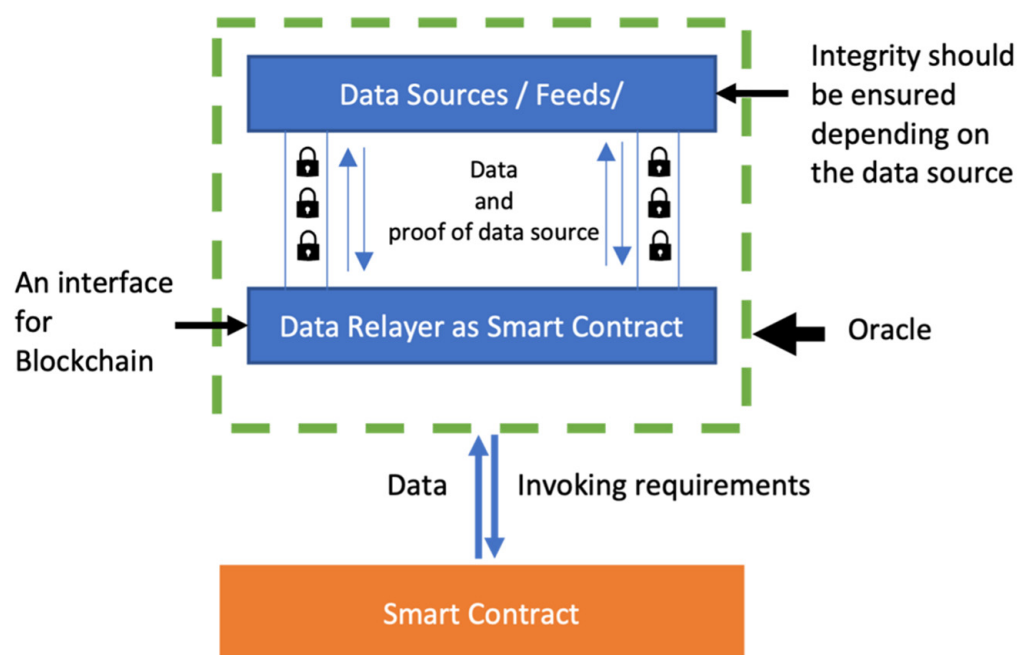 Data Sources / Feeds/
Integrity should
be ensured
depending on
the data source
Data
and
proof of data source
An interface
for
Blockchain
Data Relayer as Smart Contract
Oracle
Data
Invoking requirements
Smart Contract